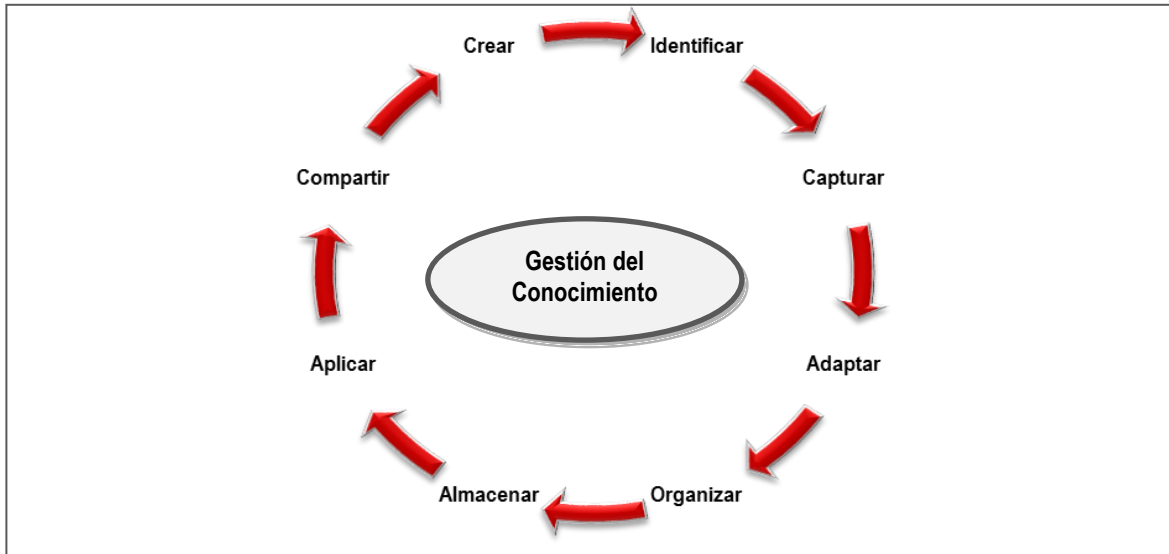 Crear
Identificar
Compartir
Capturar
Gestión del
Conocimiento
Aplicar
Adaptar
Almacenar
Organizar